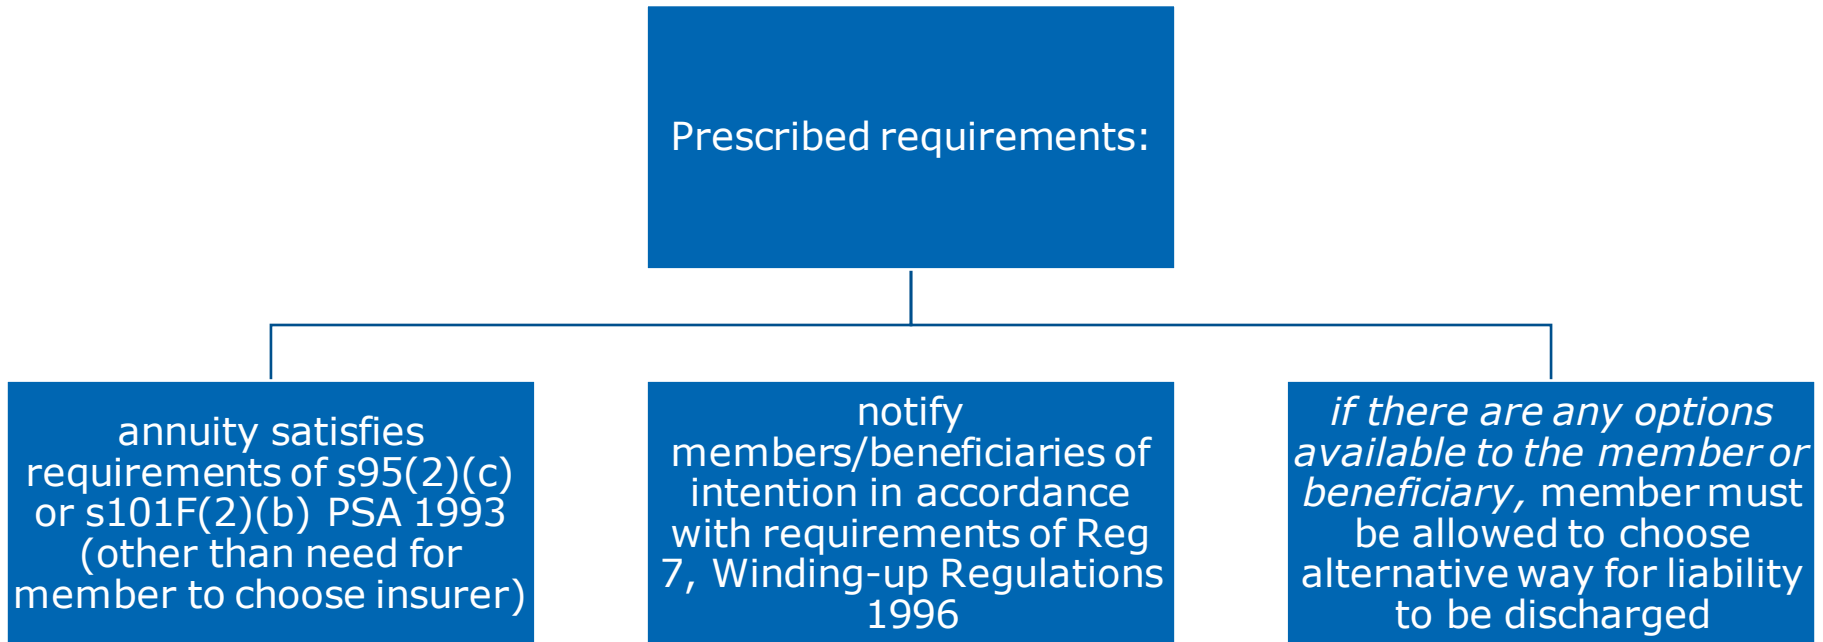 Prescribed requirements:
annuity satisfies
requirements of s95(2)(c)
or s101F(2)(b) PSA 1993
(other than need for
member to choose insurer)
notify
members/beneficiaries of
intention in accordance
with requirements of Reg
7, Winding-up Regulations
1996
if there are any options
available to the member or
beneficiary, member must
be allowed to choose
alternative way for liability
to be discharged